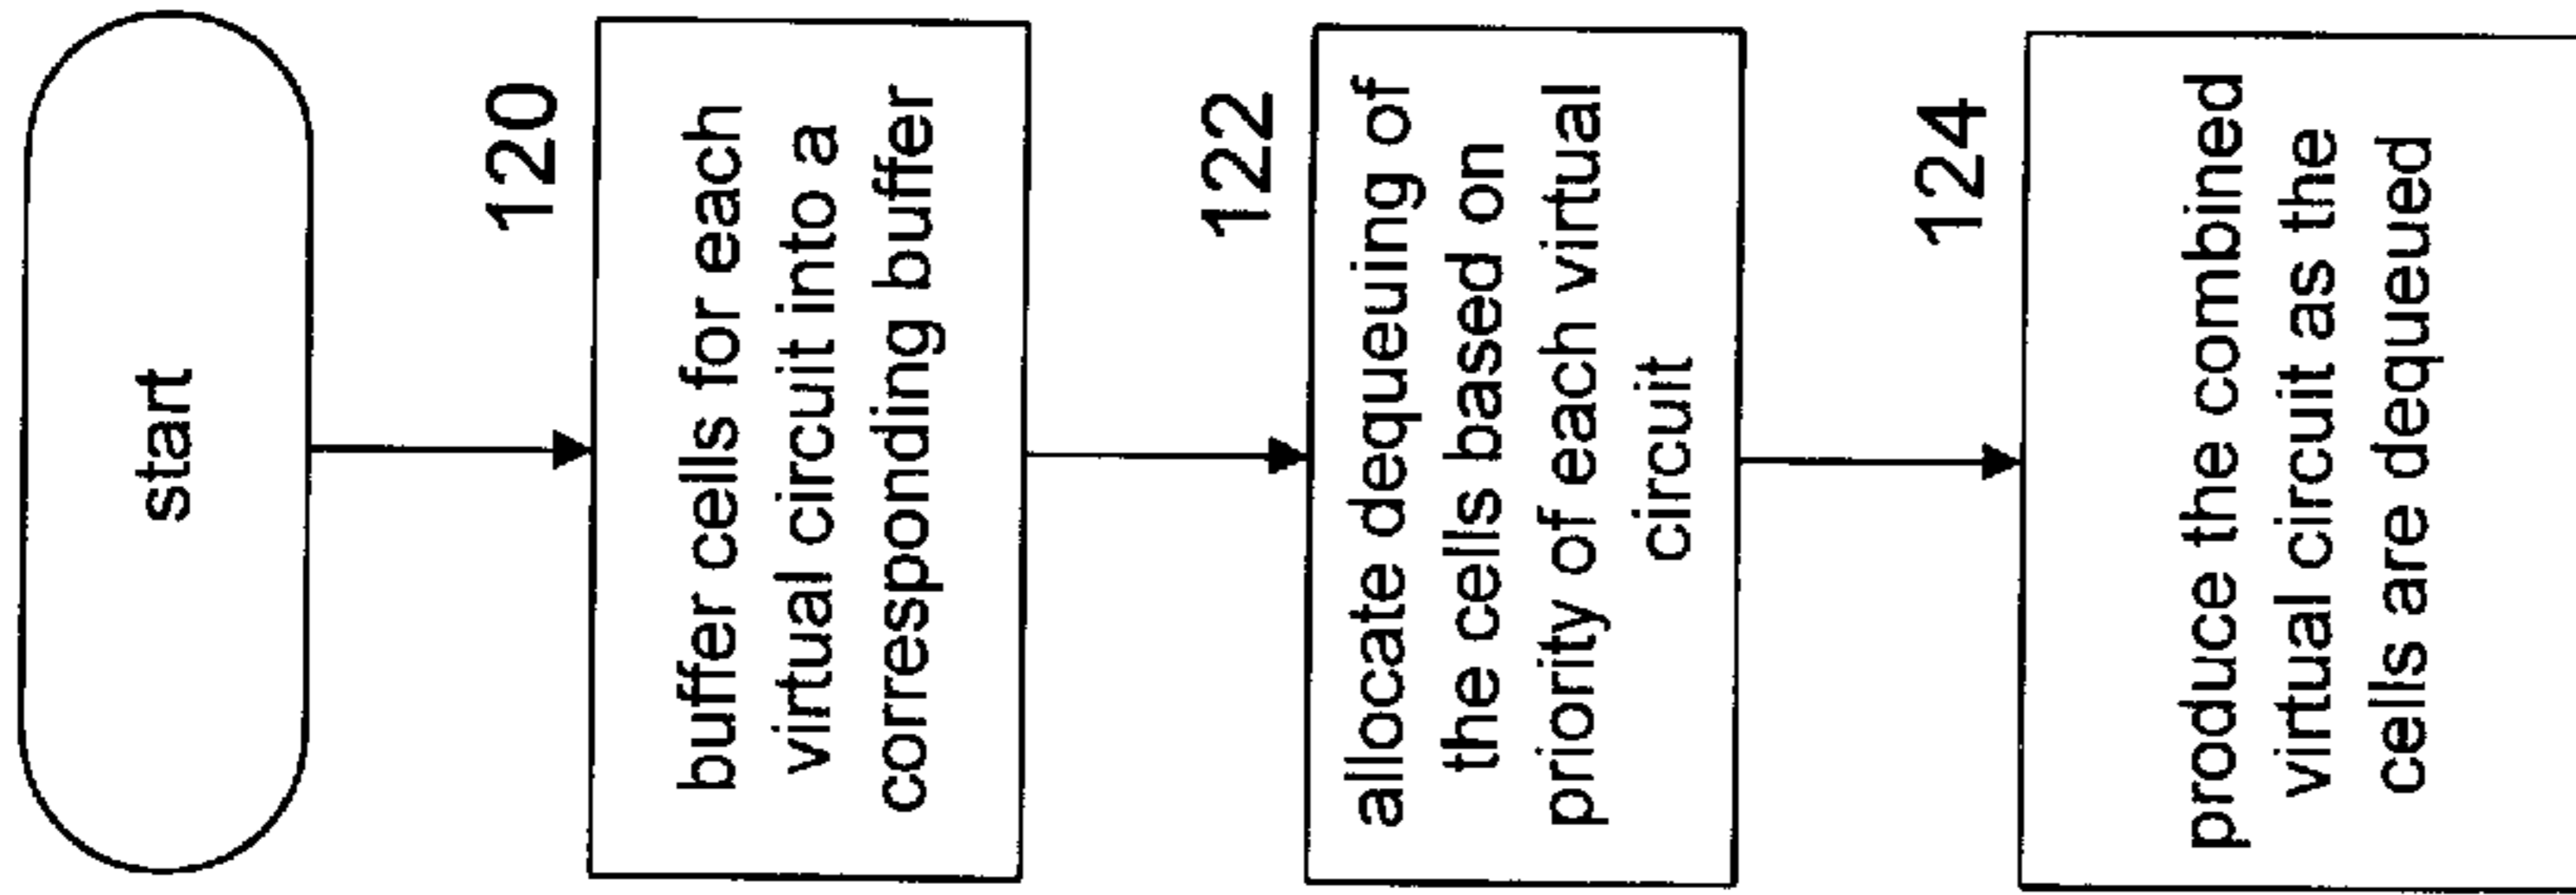 start
120
buffer cells for each
virtual circuit into a
corresponding buffer
122
allocate dequeuing of
the cells based on
priority of each virtual
circuit
124
produce the combined
virtual circuit as the
cells are dequeued